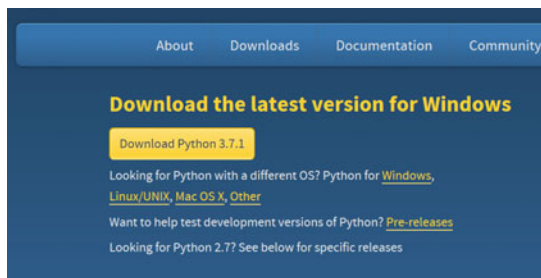 About Downloads Documentation Community
Download the latest version for Windows
Download Python 3.7.1
Looking for Python with a different OS? Python for Windows,
Linux/UNIX, Mac OS X, Other
Want to help test development versions of Python? Pre-releases
Looking for Python 2.7? See below for specific releases